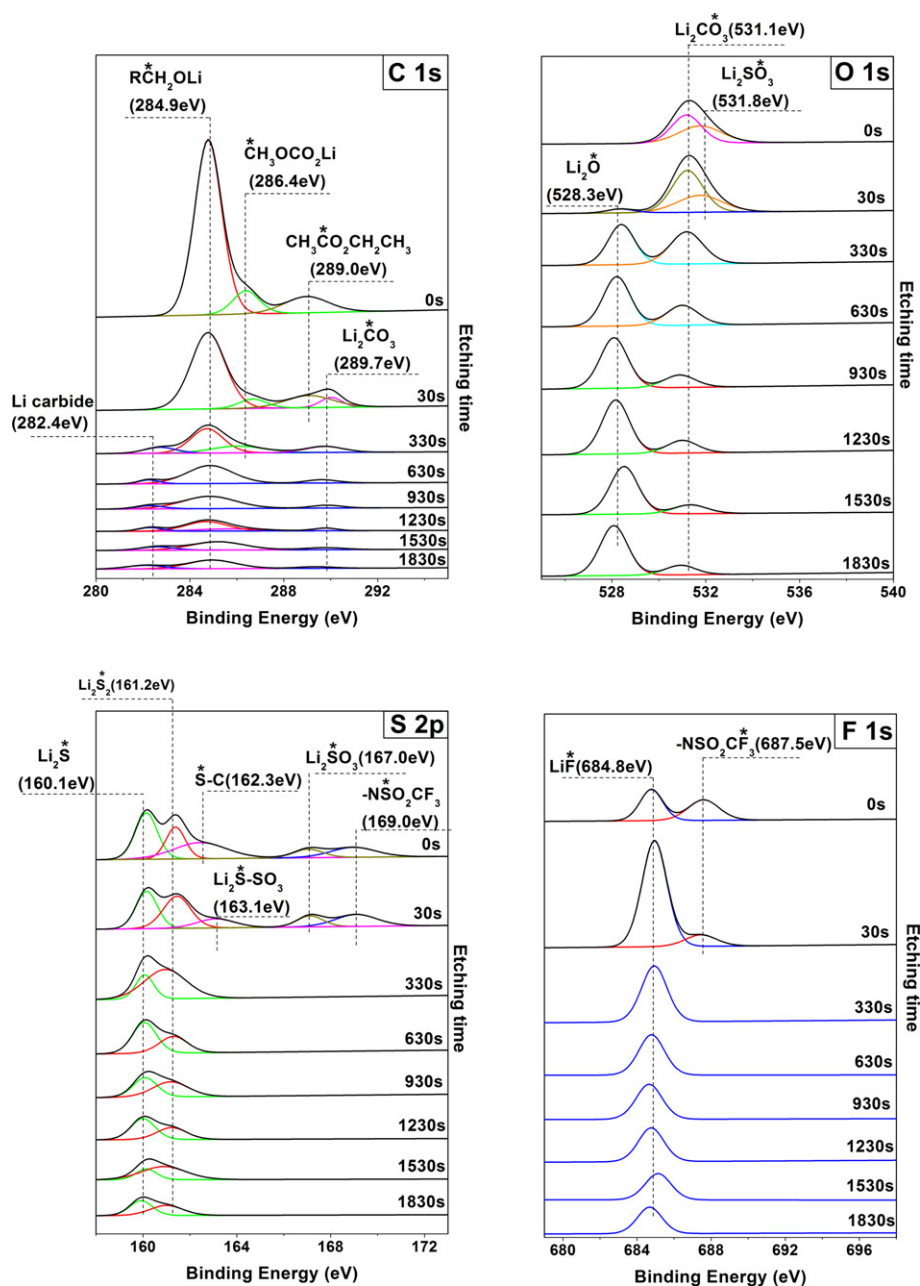 C 1s
*
RCH₂OLi
(284.9eV)
*
CH₃OCO₂Li
(286.4eV)
*
CH₃CO₂CH₂CH₃
(289.0eV)
0s
*
Li₂CO₃
(289.7eV)
Li carbide
(282.4eV)
30s
330s
630s
930s
1230s
1530s
1830s
Etching time
280 284 288 292
Binding Energy (eV)
*
Li₂CO₃(531.1eV)
O 1s
*
Li₂SO₃
(531.8eV)
0s
*
Li₂O
(528.3eV)
30s
330s
630s
930s
1230s
1530s
1830s
Etching time
528 532 536 540
Binding Energy (eV)
*
Li₂S₂(161.2eV)
S 2p
*
Li₂S
(160.1eV)
*
S-C(162.3eV)
*
Li₂SO₃(167.0eV)
*
-NSO₂CF₃
(169.0eV)
0s
*
Li₂S-SO₃
(163.1eV)
30s
330s
630s
930s
1230s
1530s
1830s
Etching time
160 164 168 172
Binding Energy (eV)
F 1s
*
LiF(684.8eV)
*
-NSO₂CF₃(687.5eV)
0s
30s
330s
630s
930s
1230s
1530s
1830s
Etching time
680 684 688 692 696
Binding Energy (eV)